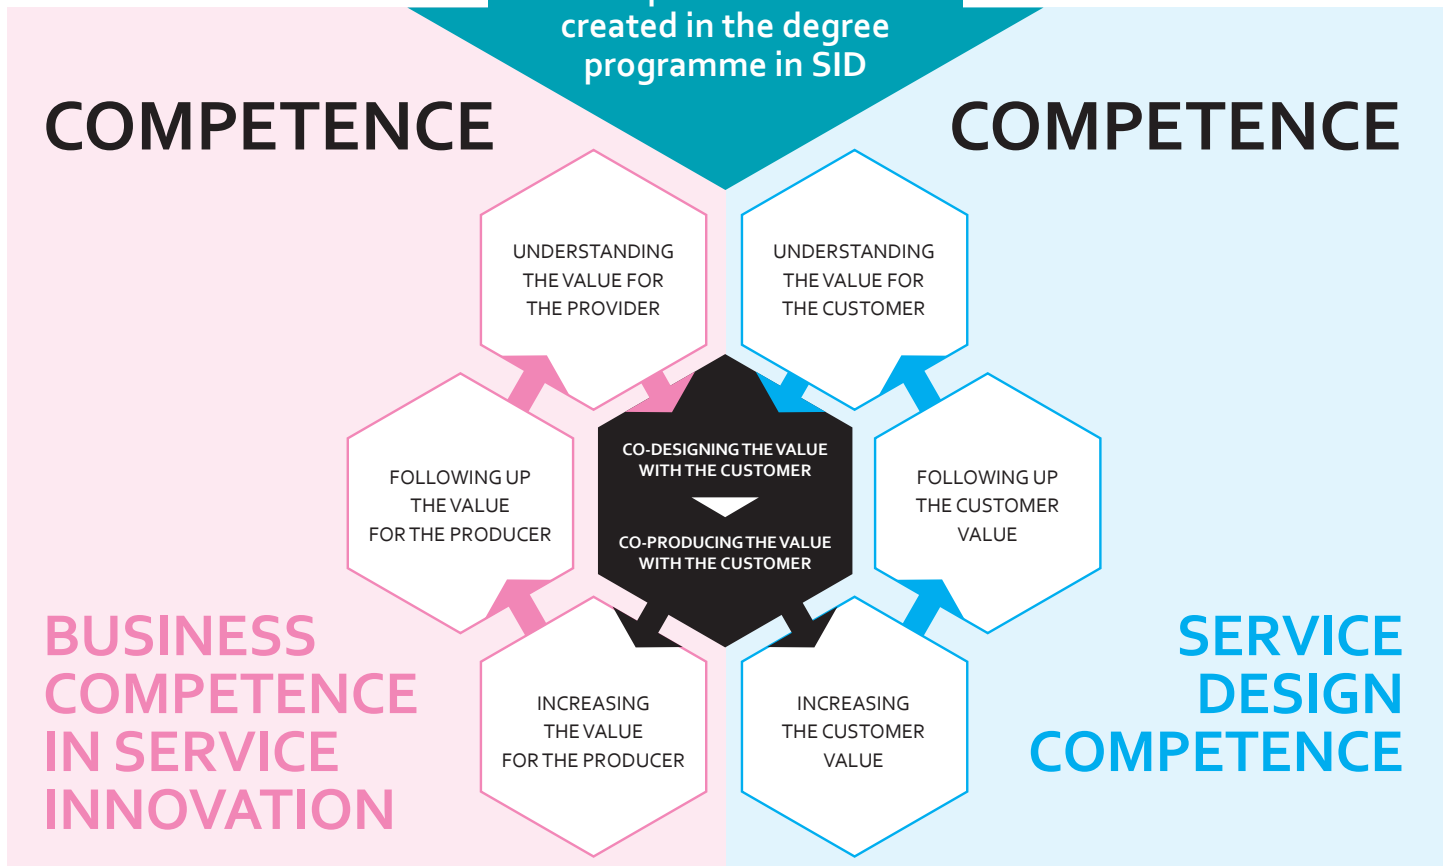 created in the degree
programme in SID
COMPETENCE
COMPETENCE
UNDERSTANDING
THE VALUE FOR
THE PROVIDER
UNDERSTANDING
THE VALUE FOR
THE CUSTOMER
FOLLOWING UP
THE VALUE
FOR THE PRODUCER
CO-DESIGNING THE VALUE
WITH THE CUSTOMER
CO-PRODUCING THE VALUE
WITH THE CUSTOMER
FOLLOWING UP
THE CUSTOMER
VALUE
INCREASING
THE VALUE
FOR THE PRODUCER
INCREASING
THE CUSTOMER
VALUE
BUSINESS
COMPETENCE
IN SERVICE
INNOVATION
SERVICE
DESIGN
COMPETENCE